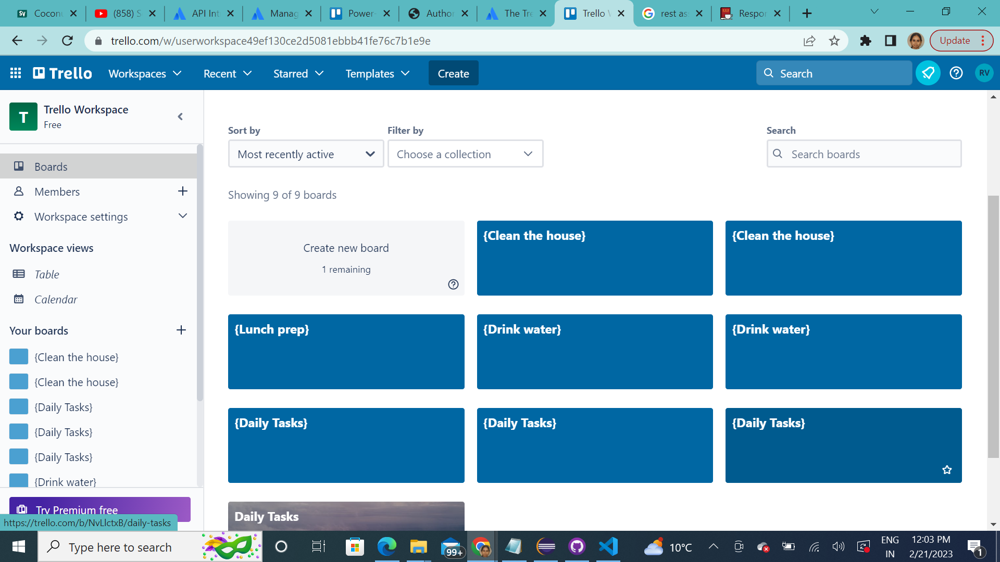 Coconu
(858) S
API Int
Manag
Power-
Author
The Tre
Trello W
rest ass
Respon
trello.com/w/userworkspace49ef130ce2d5081ebbb41fe76c7b1e9e
Update
Trello
Workspaces
Recent
Starred
Templates
Create
Search
RV
T
Trello Workspace
Free
Boards
Members
Workspace settings
Workspace views
Table
Calendar
Your boards
{Clean the house}
{Clean the house}
{Daily Tasks}
{Daily Tasks}
{Daily Tasks}
{Drink water}
Try Premium free
https://trello.com/b/NvLlctxB/daily-tasks
Sort by
Most recently active
Filter by
Choose a collection
Search
Search boards
Showing 9 of 9 boards
Create new board
1 remaining
{Clean the house}
{Clean the house}
{Lunch prep}
{Drink water}
{Drink water}
{Daily Tasks}
{Daily Tasks}
{Daily Tasks}
Daily Tasks
Type here to search
99+
10°C
ENG
IN
12:03 PM
2/21/2023
1